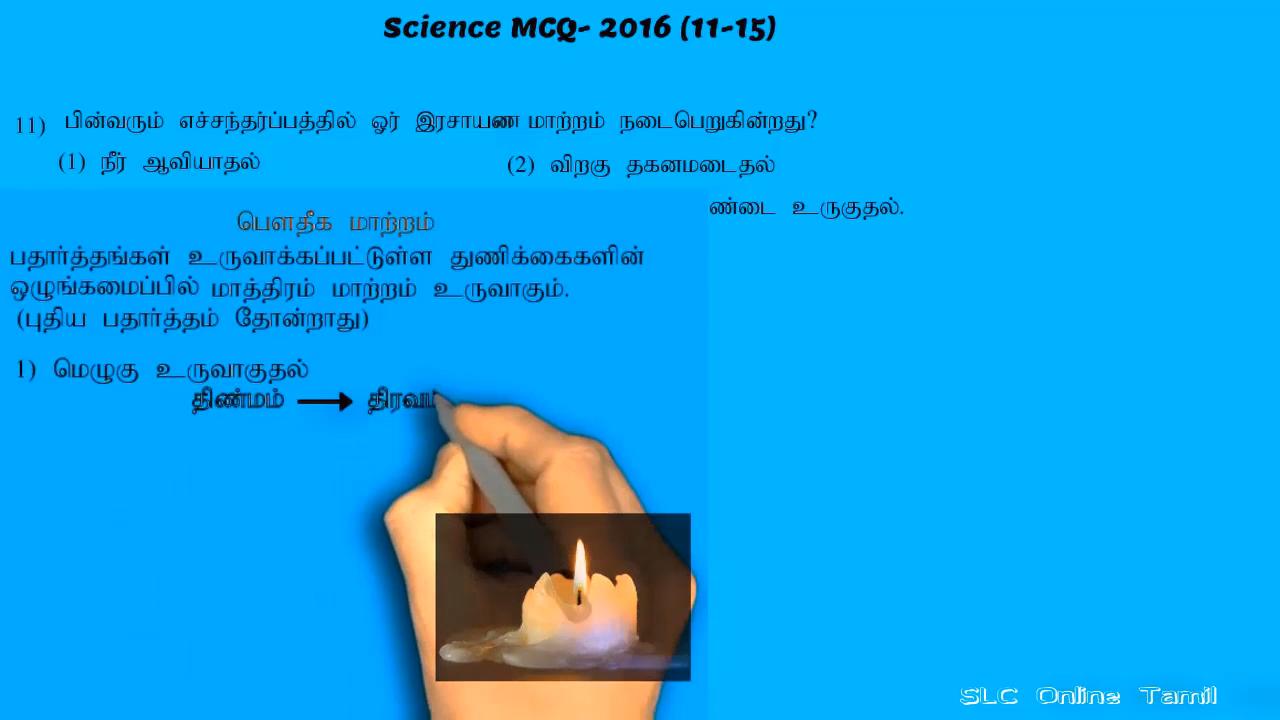 Science MCQ- 2016 (11-15)
11) பின்வரும் எச்சந்தர்ப்பத்தில் ஓர் இரசாயண மாற்றம் நடைபெறுகின்றது?
(1) நீர் ஆவியாதல் (2) விறகு தகனமடைதல்
ண்டை உருகுதல்.
பௌதீக மாற்றம்
பதார்த்தங்கள் உருவாக்கப்பட்டுள்ள துணிக்கைகளின்
ஒழுங்கமைப்பில் மாத்திரம் மாற்றம் உருவாகும்.
(புதிய பதார்த்தம் தோன்றாது)
1) மெழுகு உருவாகுதல்
திண்மம் → திரவ
SLC Online Tamil